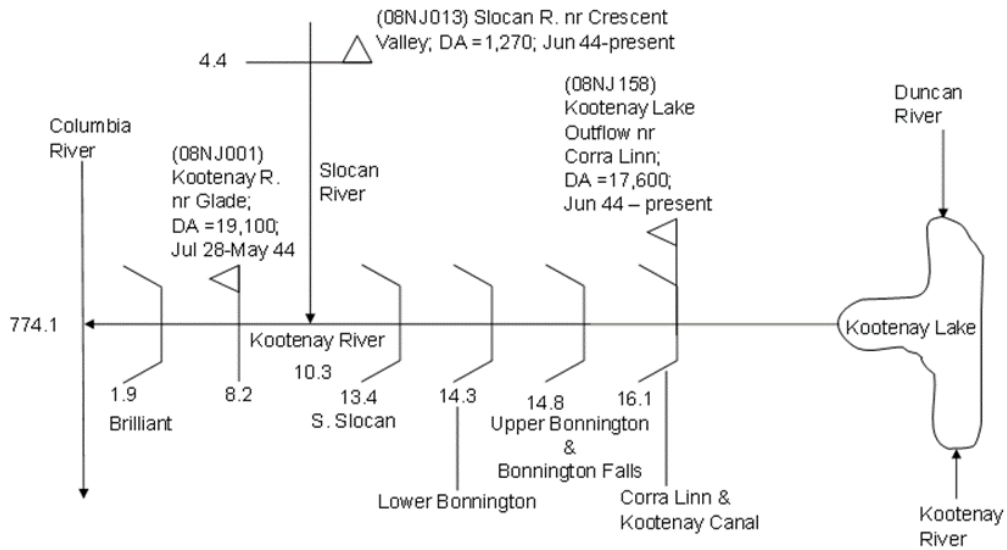 (08NJ013) Slocan R. nr Crescent
Valley; DA =1,270; Jun 44-present
4.4
(08NJ158)
Kootenay Lake
Outflow nr
Corra Linn;
DA =17,600;
Jun 44 – present
Duncan
River
Columbia
River
(08NJ001)
Kootenay R.
nr Glade;
DA =19,100;
Jul 28-May 44
Slocan
River
774.1
Kootenay River
Kootenay Lake
10.3
1.9
8.2
13.4
14.3
14.8
16.1
Brilliant
S. Slocan
Upper Bonnington
&
Bonnington Falls
Lower Bonnington
Corra Linn &
Kootenay Canal
Kootenay
River